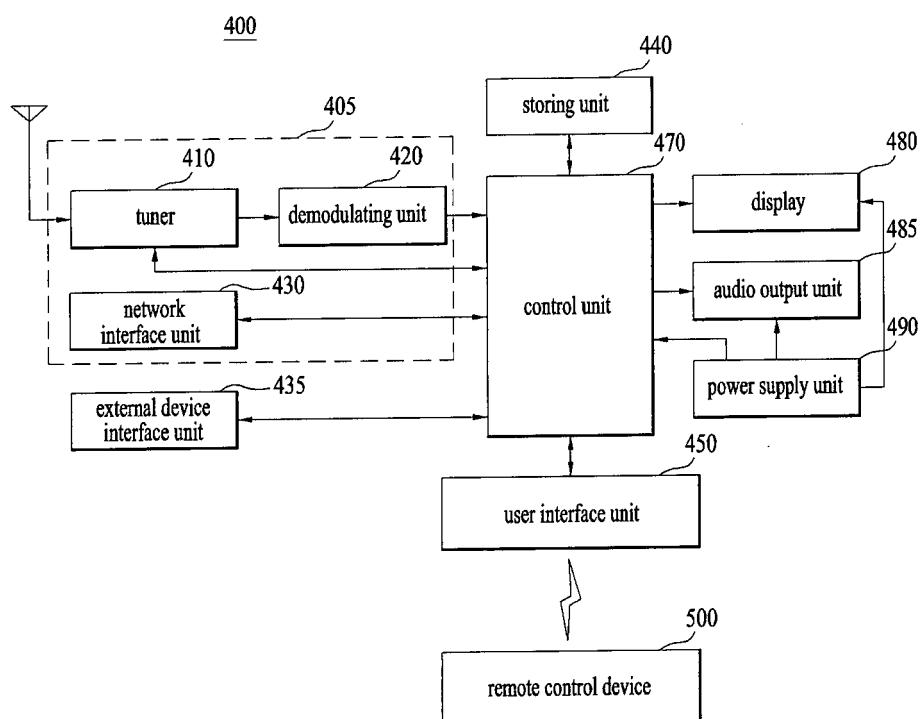 400
440
storing unit
405
410
tuner
420
demodulating unit
470
control unit
480
display
485
audio output unit
430
network
interface unit
490
power supply unit
435
external device
interface unit
450
user interface unit
500
remote control device